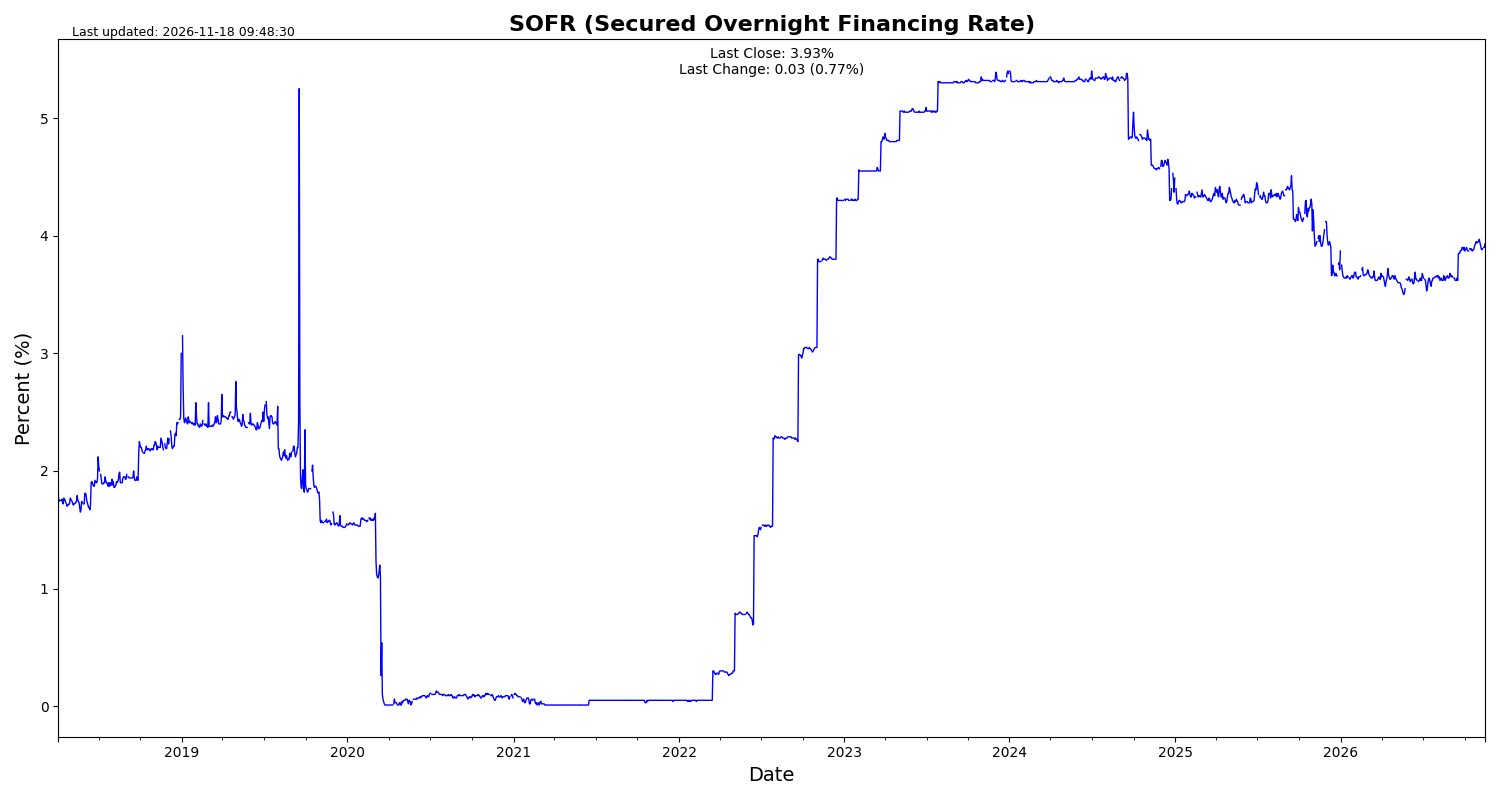 SOFR (Secured Overnight Financing Rate)
Last updated: 2026-11-18 09:48:30
Last Close: 3.93%
Last Change: 0.03 (0.77%)
Percent (%)
5
4
3
2
1
0
2019
2020
2021
2022
2023
2024
2025
2026
Date